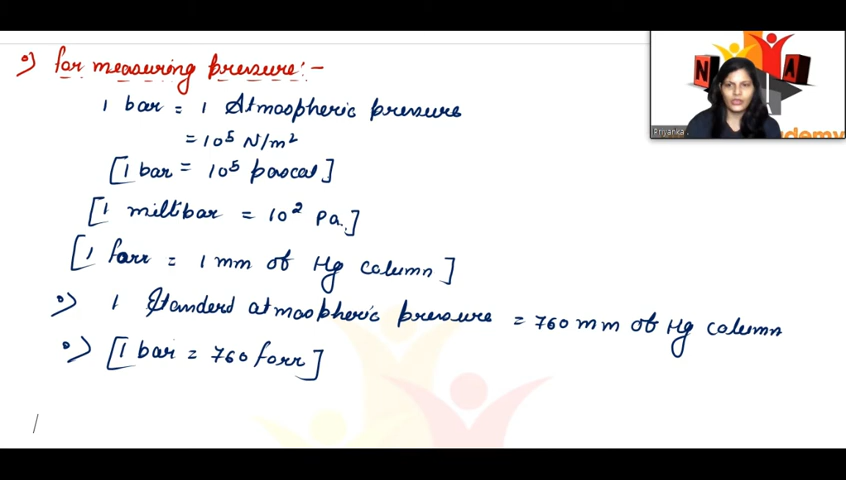 For measuring pressure:-
1 bar = 1 Atmospheric pressure
= 10⁵ N/m²
[1 bar = 10⁵ pascal]
[1 millibar = 10² Pa.]
[1 Torr = 1 mm of Hg column]
1 Standerd atmospheric pressure = 760 mm of Hg column
[1 bar = 760 Torr]
N A
Priyanka .
demy